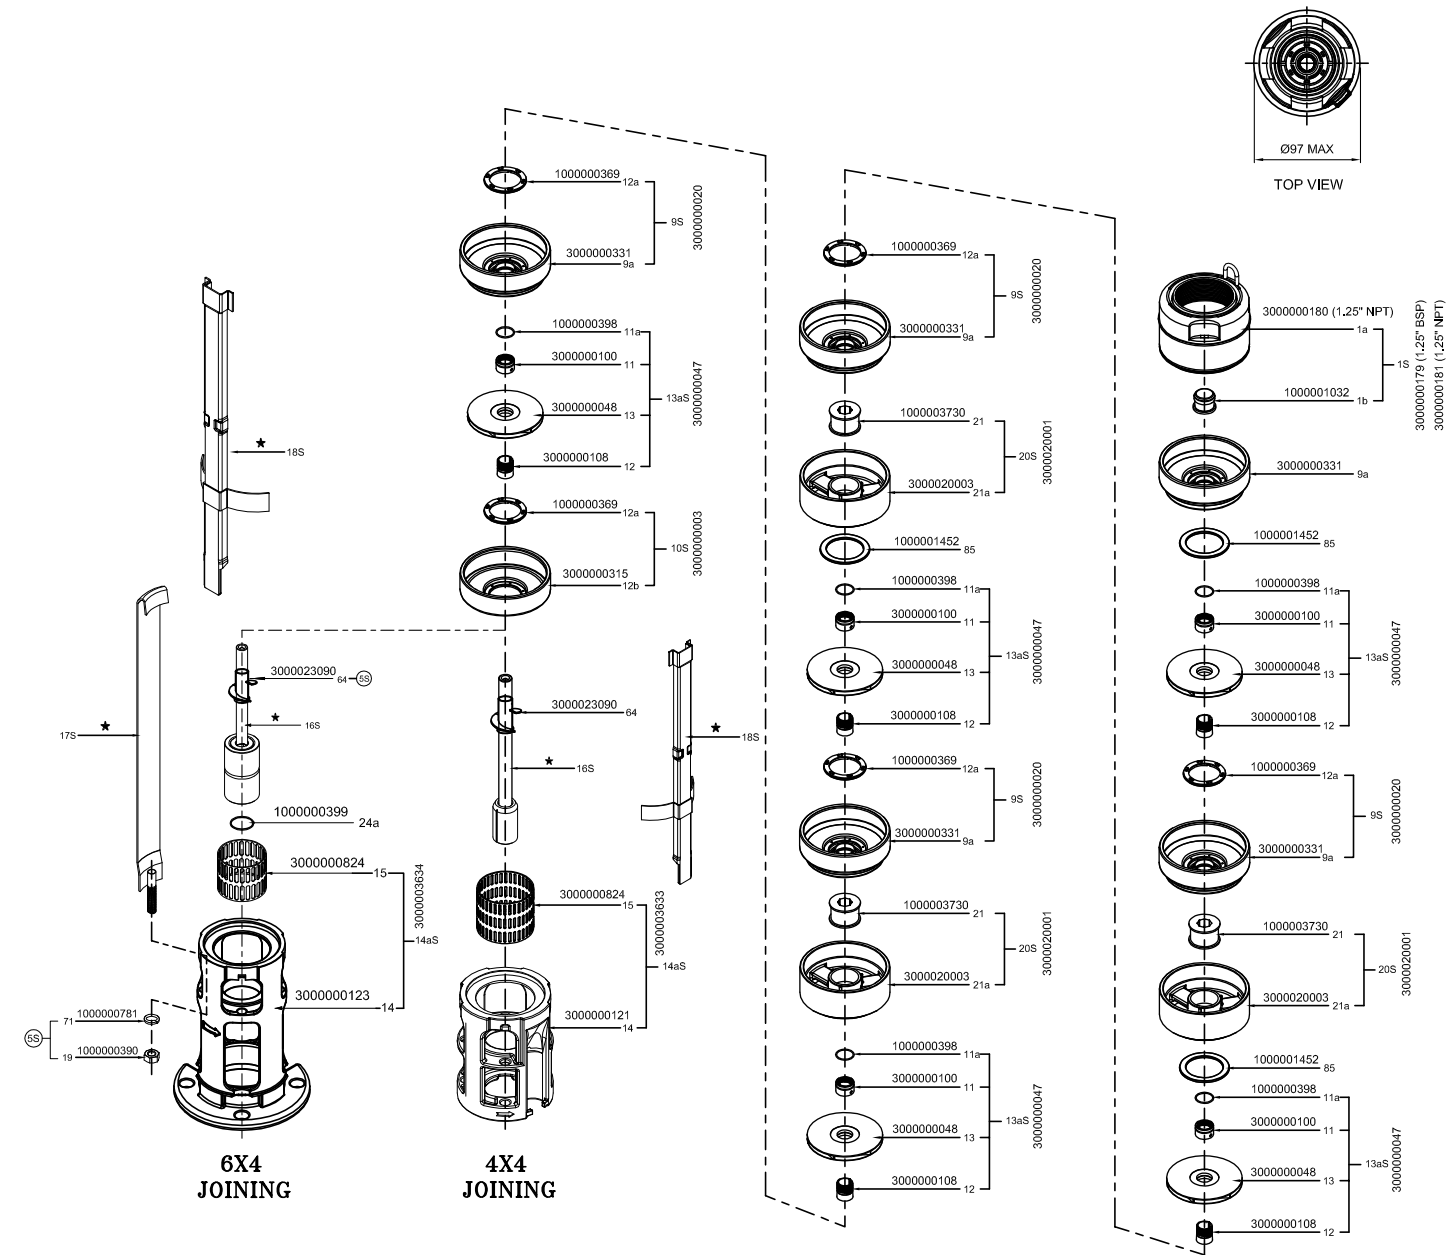 Ø97 MAX
TOP VIEW
1000000369
12a
9S
3000000020
3000000331
9a
1000000398
11a
3000000100
11
3000000048
13
13aS
3000000047
3000000108
12
1000000369
12a
10S
3000000003
3000000315
12b
★
18S
★
17S
3000023090
64
5S
★
16S
1000000399
24a
3000000824
15
14aS
3000003634
3000000123
14
5S
71
1000000781
19
1000000390
6X4
JOINING
3000023090
64
★
16S
★
18S
3000000824
15
14aS
3000003633
3000000121
14
4X4
JOINING
1000000369
12a
9S
3000000020
3000000331
9a
1000003730
21
20S
3000020001
3000020003
21a
1000001452
85
1000000398
11a
3000000100
11
3000000048
13
13aS
3000000047
3000000108
12
1000000369
12a
9S
3000000020
3000000331
9a
1000003730
21
20S
3000020001
3000020003
21a
1000000398
11a
3000000100
11
3000000048
13
13aS
3000000047
3000000108
12
3000000180 (1.25" NPT)
1a
1S
3000000179 (1.25" BSP)
3000000181 (1.25" NPT)
1000001032
1b
3000000331
9a
1000001452
85
1000000398
11a
3000000100
11
3000000048
13
13aS
3000000047
3000000108
12
1000000369
12a
9S
3000000020
3000000331
9a
1000003730
21
20S
3000020001
3000020003
21a
1000001452
85
1000000398
11a
3000000100
11
3000000048
13
13aS
3000000047
3000000108
12